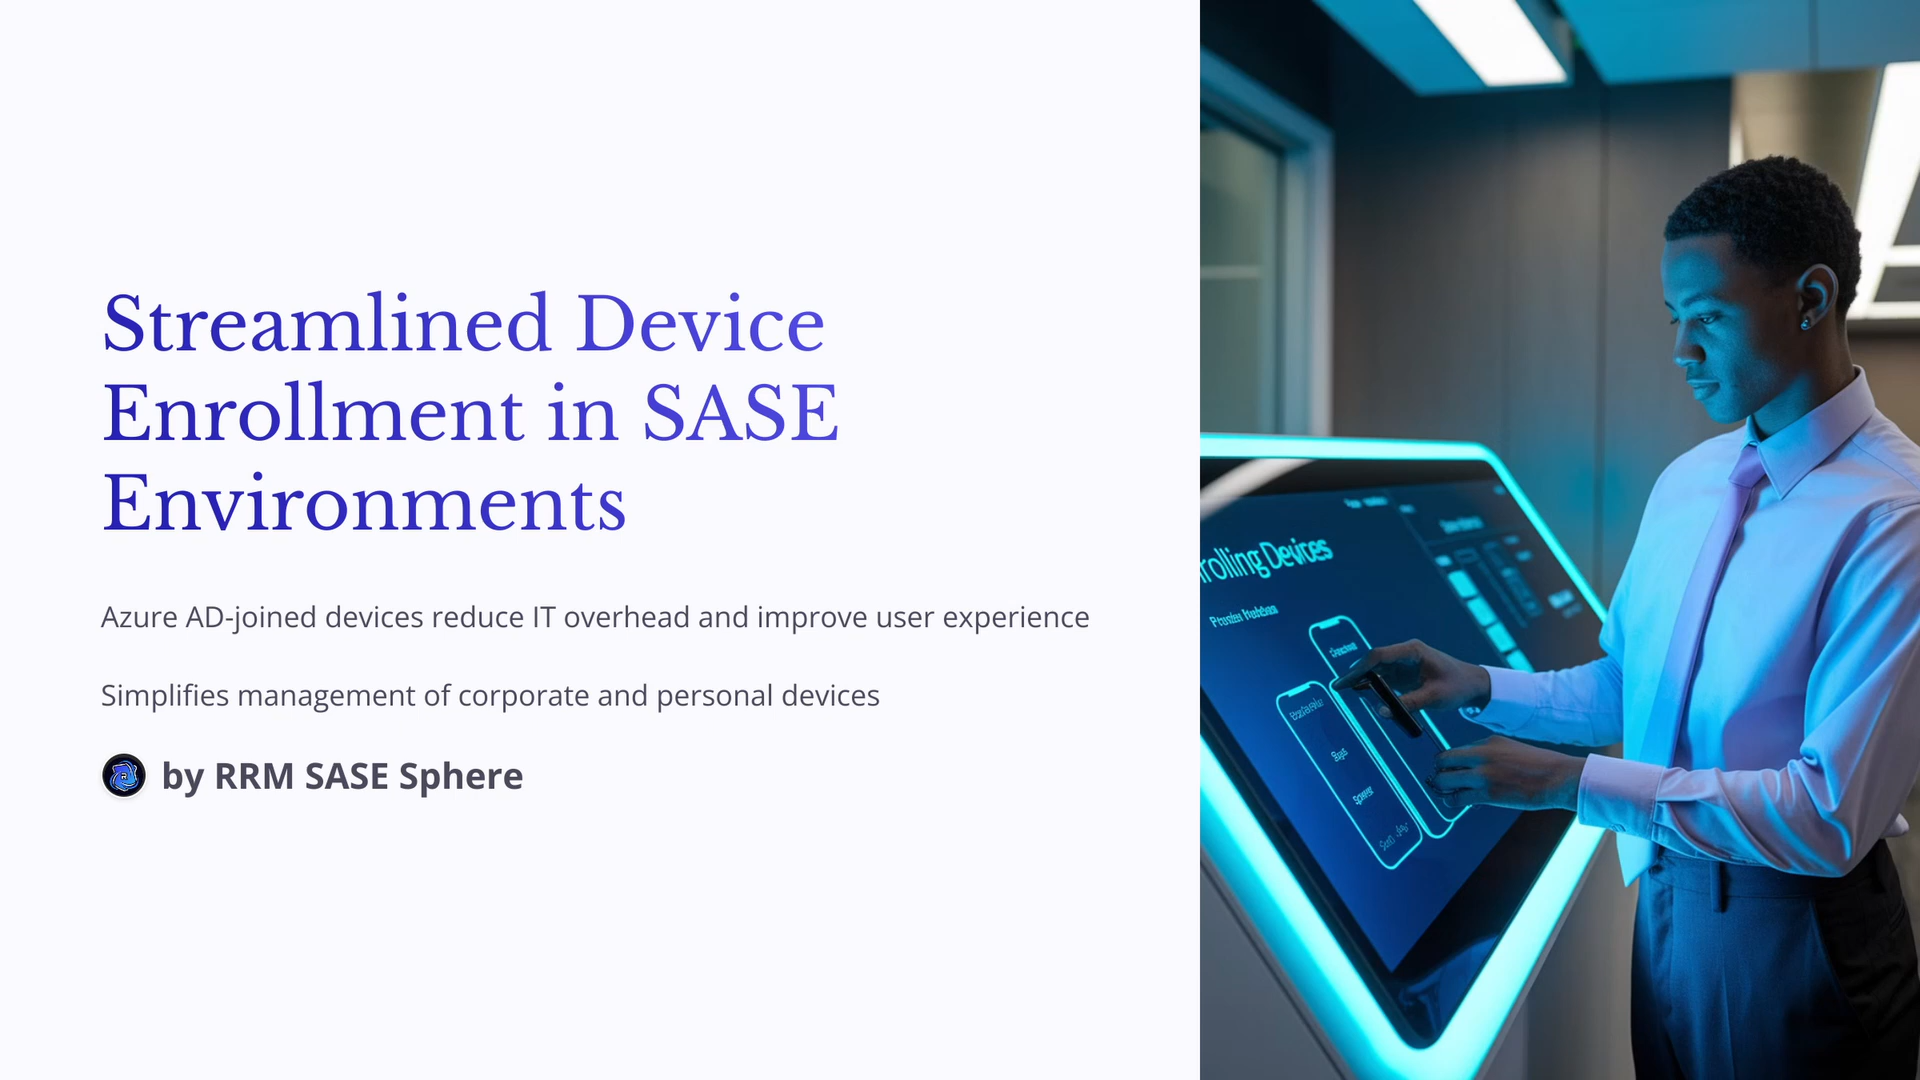 Streamlined Device
Enrollment in SASE
Environments
Azure AD-joined devices reduce IT overhead and improve user experience
Simplifies management of corporate and personal devices
by RRM SASE Sphere
rolling Devices